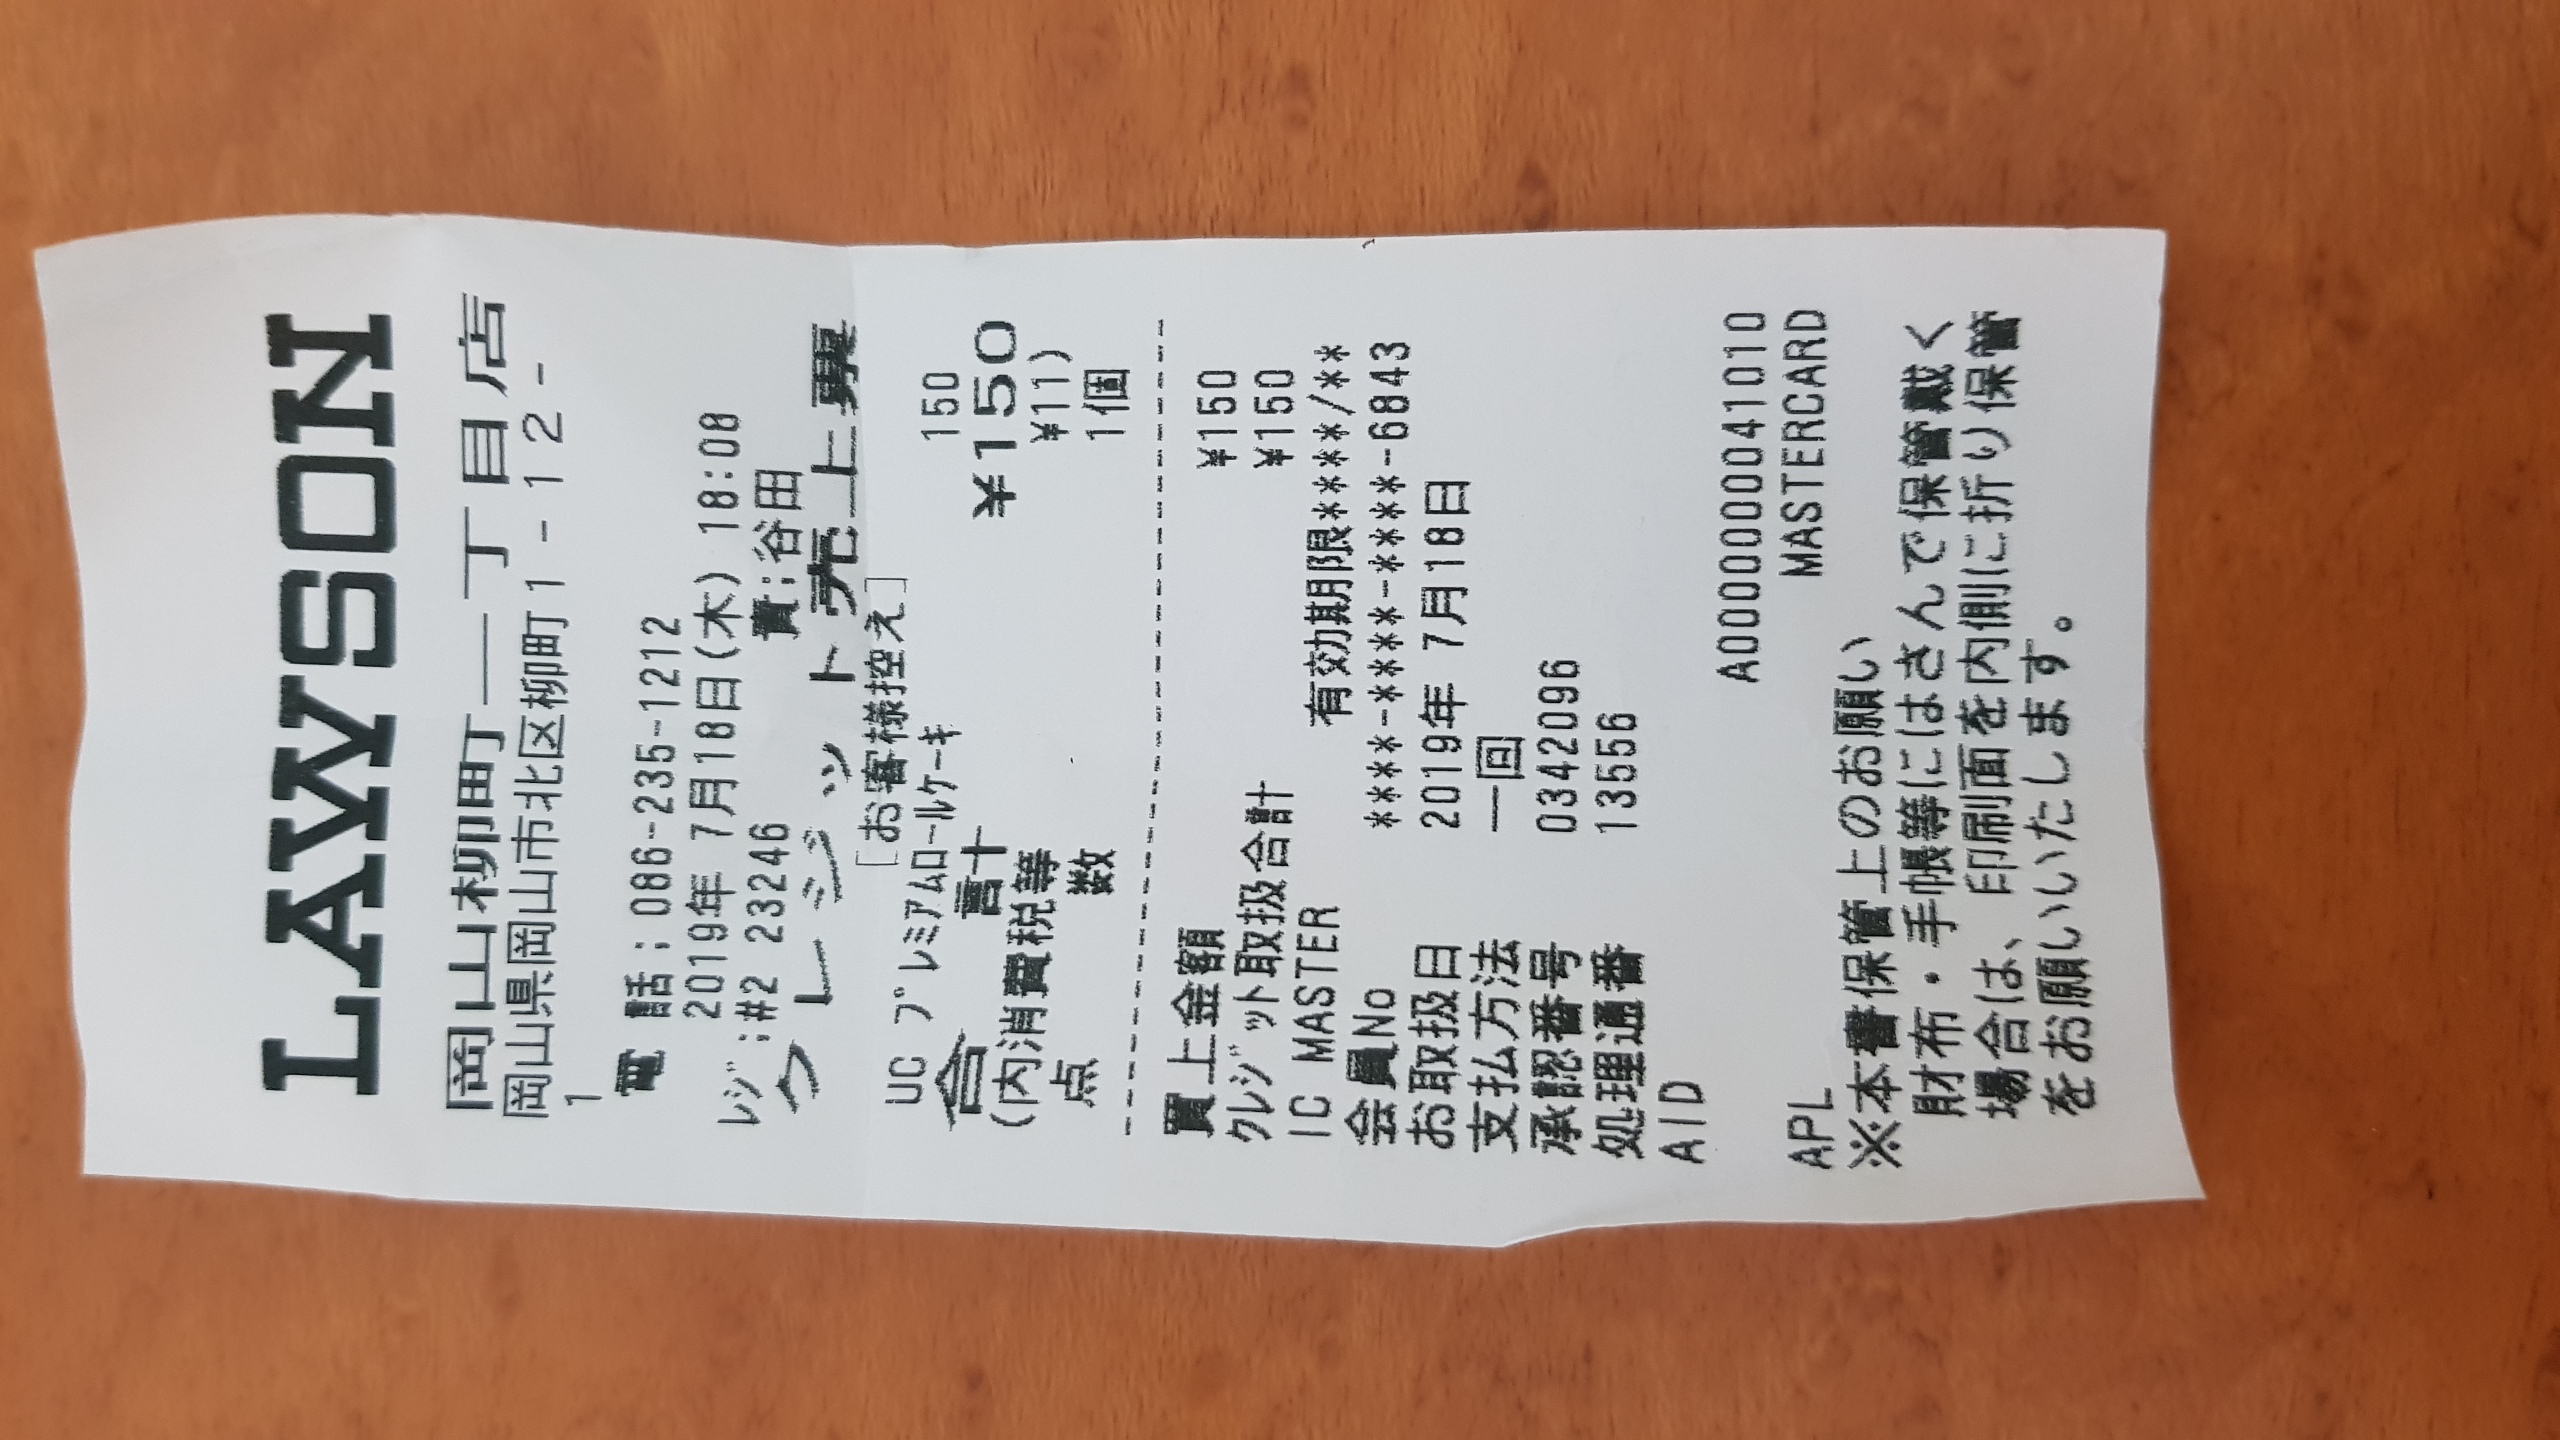 LAWSON
岡山柳町一丁目店
岡山県岡山市北区柳町1-12-
1
電 話;086-235-1212
2019年 7月18日(木) 18:08
ﾚｼﾞ;#2 23246 責;谷田
クレジット売上票
[お客様控え]
UC ﾌﾟﾚﾐｱﾑﾛｰﾙｹｰｷ 150
合 計 ¥150
(内消費税等 ¥11)
点 数 1個
買上金額 ¥150
ｸﾚｼﾞｯﾄ取扱合計 ¥150
IC MASTER 有効期限****/**
会員No ****-****-****-6843
お取扱日 2019年 7月18日
支払方法 一回
承認番号 0342096
処理通番 13556
AID
A0000000041010
APL MASTERCARD
※本書保管上のお願い
財布・手帳等にはさんで保管戴く
場合は、印刷面を内側に折り保管
をお願いいたします。